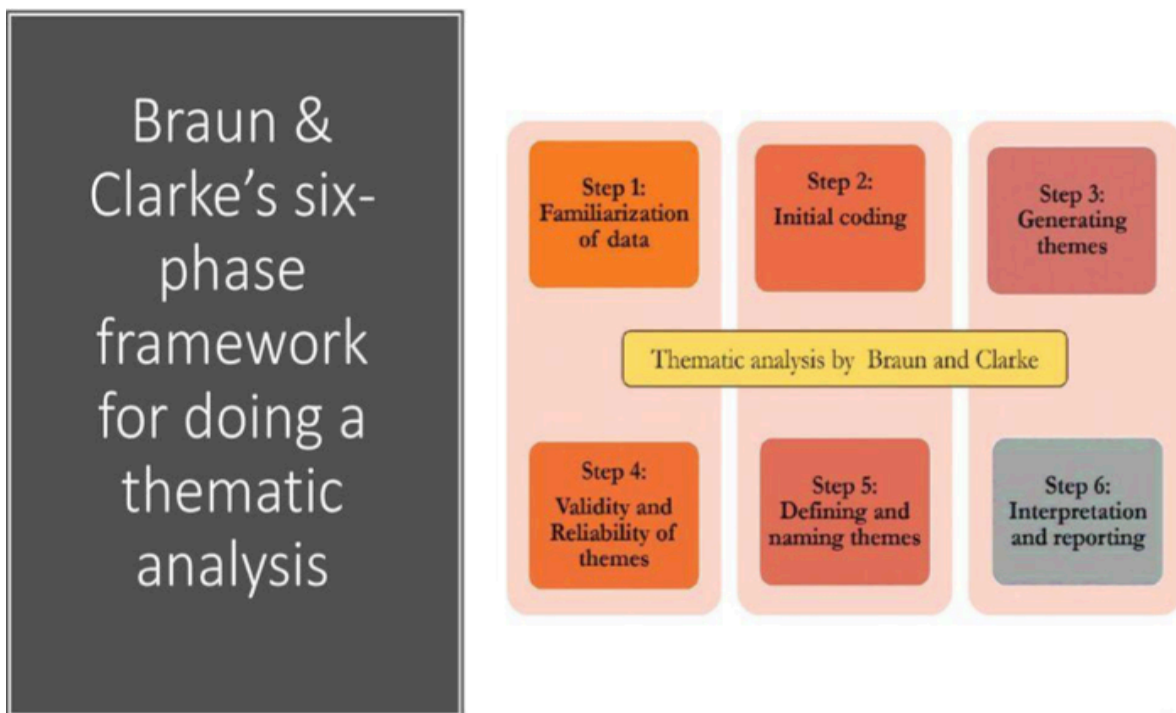 Braun &
Clarke’s six-
phase
framework
for doing a
thematic
analysis
Step 1:
Familiarization
of data
Step 2:
Initial coding
Step 3:
Generating
themes
Thematic analysis by Braun and Clarke
Step 4:
Validity and
Reliability of
themes
Step 5:
Defining and
naming themes
Step 6:
Interpretation
and reporting